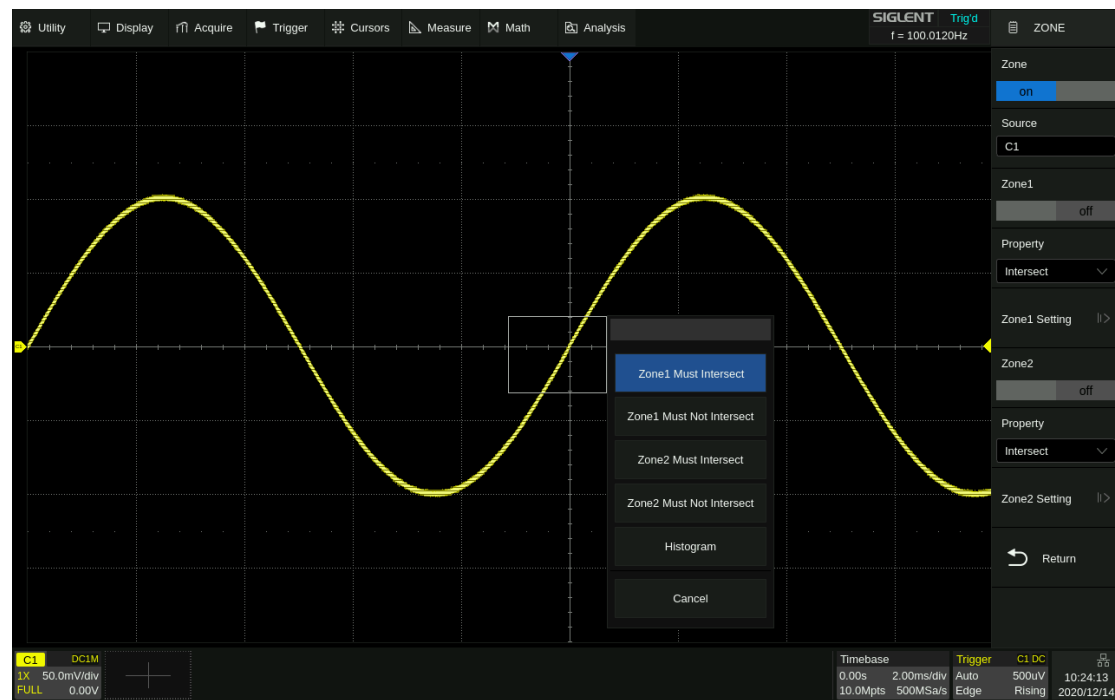 Utility Display Acquire Trigger Cursors Measure Math Analysis
SIGLENT Trig'd
f = 100.0120Hz
ZONE
Zone
on
Source
C1
Zone1
off
Property
Intersect
Zone1 Setting
Zone2
off
Property
Intersect
Zone2 Setting
Return
Zone1 Must Intersect
Zone1 Must Not Intersect
Zone2 Must Intersect
Zone2 Must Not Intersect
Histogram
Cancel
C1 DC1M
1X 50.0mV/div
FULL 0.00V
Timebase
0.00s 2.00ms/div
10.0Mpts 500MSa/s
Trigger C1 DC
Auto 500uV
Edge Rising
10:24:13
2020/12/14